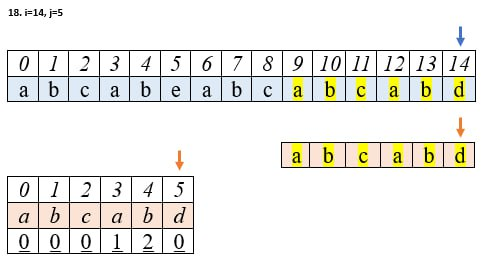 18. i=14, j=5
0 1 2 3 4 5 6 7 8 9 10 11 12 13 14
a b c a b e a b c a b c a b d
a b c a b d
0 1 2 3 4 5
a b c a b d
0 0 0 1 2 0